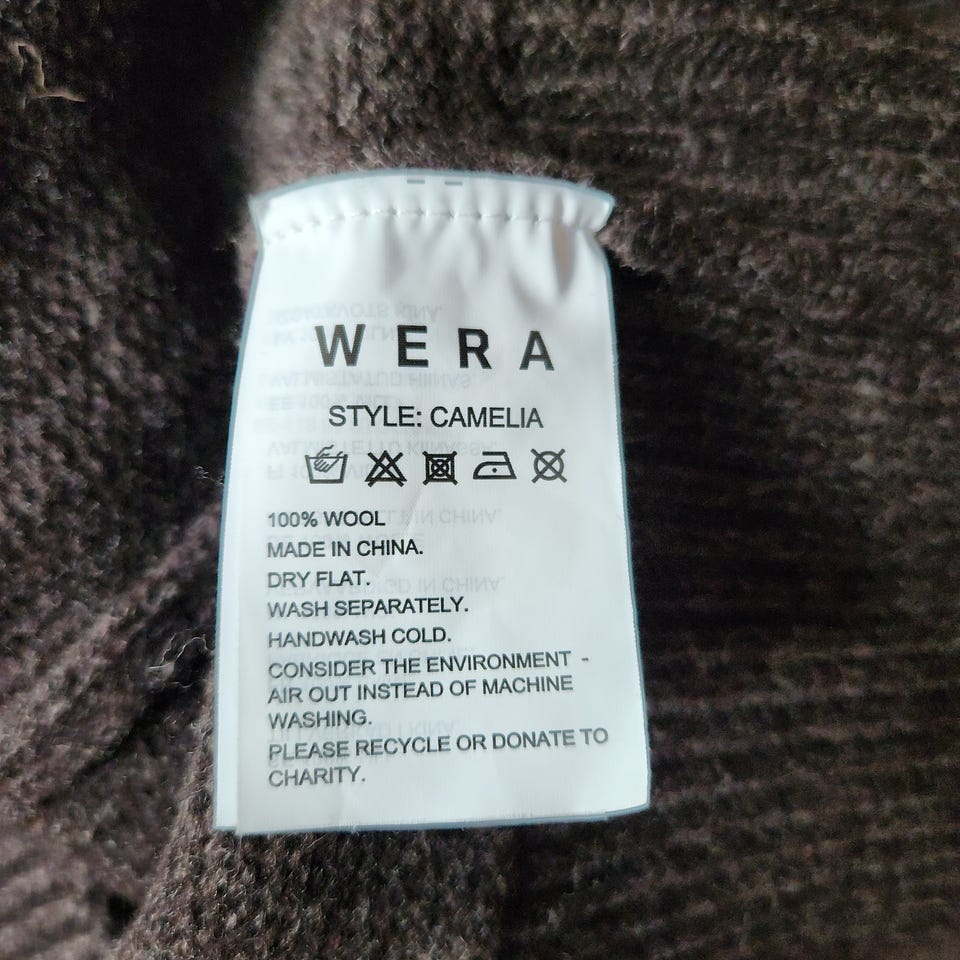 WERA
STYLE: CAMELIA
100% WOOL
MADE IN CHINA.
DRY FLAT.
WASH SEPARATELY.
HANDWASH COLD.
CONSIDER THE ENVIRONMENT -
AIR OUT INSTEAD OF MACHINE
WASHING.
PLEASE RECYCLE OR DONATE TO
CHARITY.